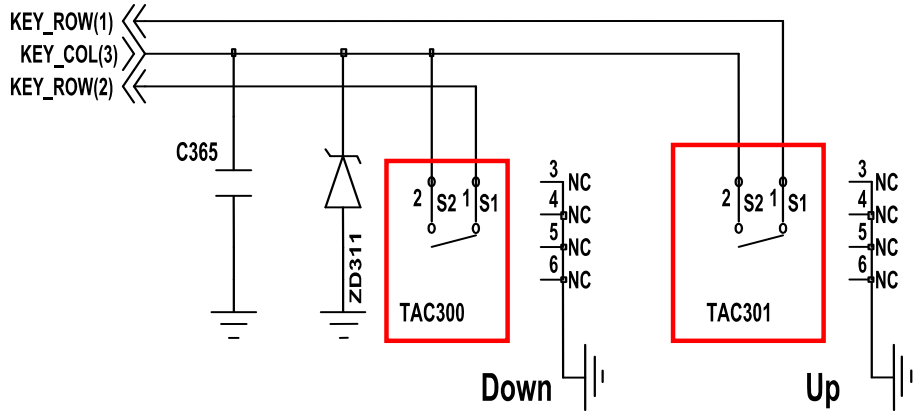 KEY_ROW(1)
KEY_COL(3)
KEY_ROW(2)
C365
ZD311
2 S2 1 S1
TAC300
3 NC
4 NC
5 NC
6 NC
Down
2 S2 1 S1
TAC301
3 NC
4 NC
5 NC
6 NC
Up